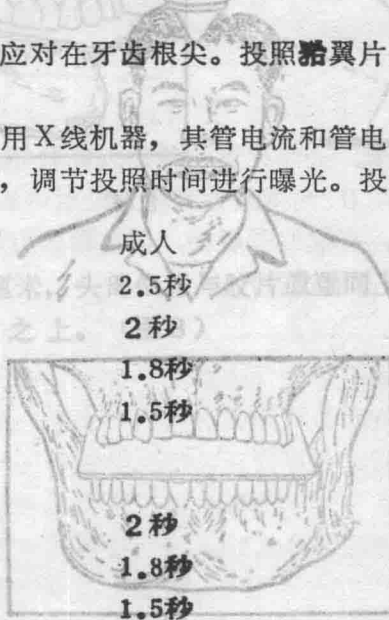 应对在牙齿根尖。投照𬌗翼片
用X线机器，其管电流和管电
，调节投照时间进行曝光。投
成人
2.5秒
2秒
1.8秒
1.5秒
2秒
1.8秒
1.5秒